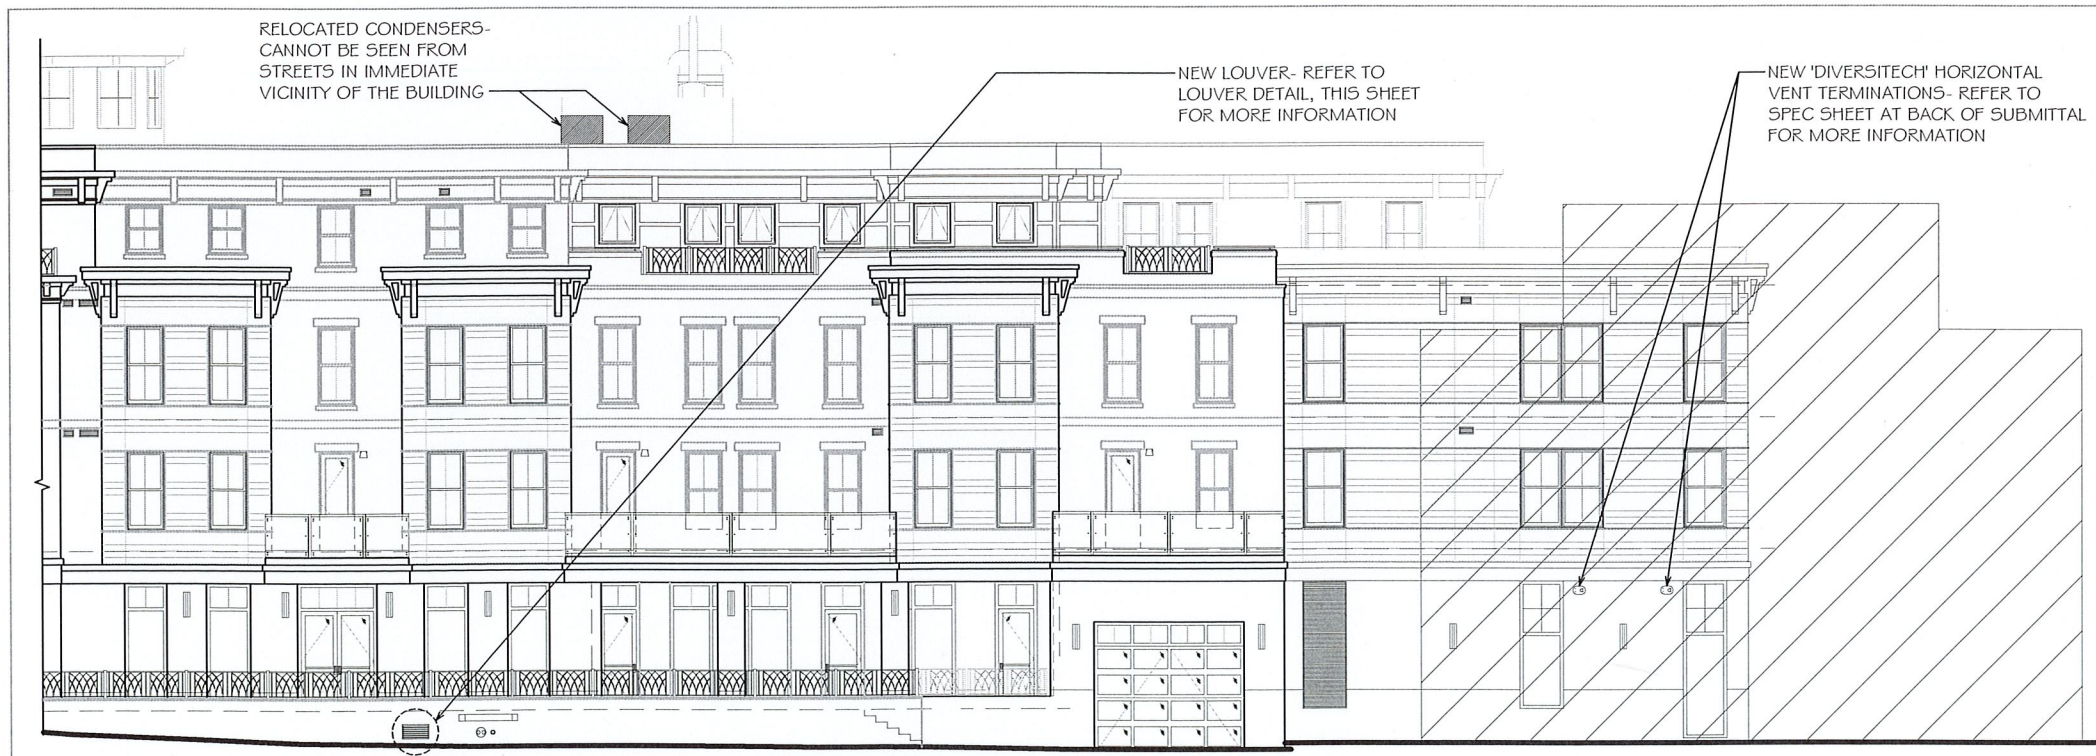 RELOCATED CONDENSERS-
CANNOT BE SEEN FROM
STREETS IN IMMEDIATE
VICINITY OF THE BUILDING
NEW LOUVER- REFER TO
LOUVER DETAIL, THIS SHEET
FOR MORE INFORMATION
NEW 'DIVERSITECH' HORIZONTAL
VENT TERMINATIONS- REFER TO
SPEC SHEET AT BACK OF SUBMITTAL
FOR MORE INFORMATION